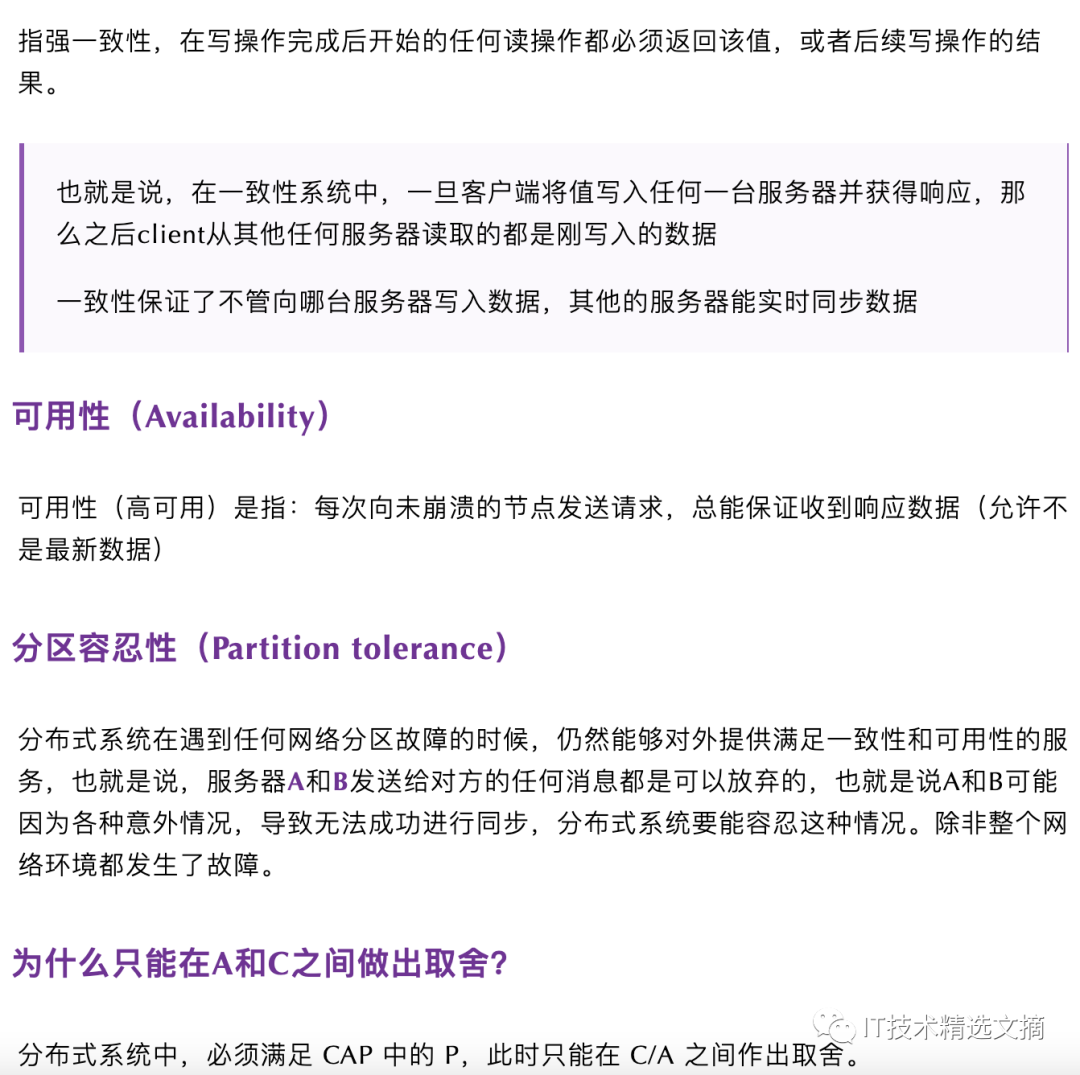 指强一致性，在写操作完成后开始的任何读操作都必须返回该值，或者后续写操作的结
果。
也就是说，在一致性系统中，一旦客户端将值写入任何一台服务器并获得响应，那
么之后client从其他任何服务器读取的都是刚写入的数据
一致性保证了不管向哪台服务器写入数据，其他的服务器能实时同步数据
可用性（Availability）
可用性（高可用）是指：每次向未崩溃的节点发送请求，总能保证收到响应数据（允许不
是最新数据）
分区容忍性（Partition tolerance）
分布式系统在遇到任何网络分区故障的时候，仍然能够对外提供满足一致性和可用性的服
务，也就是说，服务器A和B发送给对方的任何消息都是可以放弃的，也就是说A和B可能
因为各种意外情况，导致无法成功进行同步，分布式系统要能容忍这种情况。除非整个网
络环境都发生了故障。
为什么只能在A和C之间做出取舍？
IT技术精选文摘
分布式系统中，必须满足 CAP 中的 P，此时只能在 C/A 之间作出取舍。